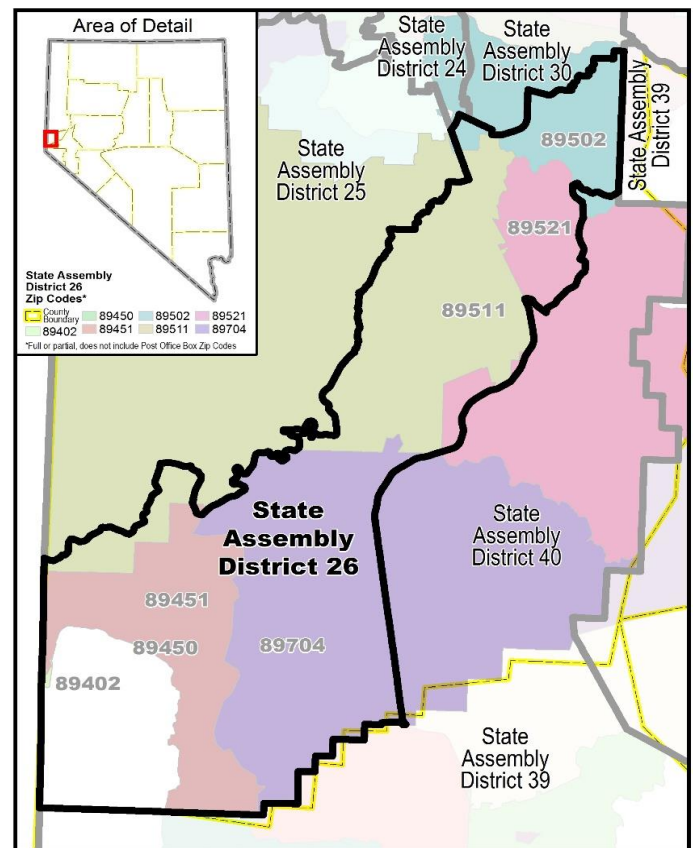 Area of Detail
State Assembly
District 26
Zip Codes*
County
Boundary
89450
89502
89521
89402
89451
89511
89704
*Full or partial, does not include Post Office Box Zip Codes
State
Assembly
District 24
State
Assembly
District 30
State Assembly
District 39
89502
State
Assembly
District 25
89521
89511
State
Assembly
District 26
State
Assembly
District 40
89451
89450
89704
89402
State
Assembly
District 39